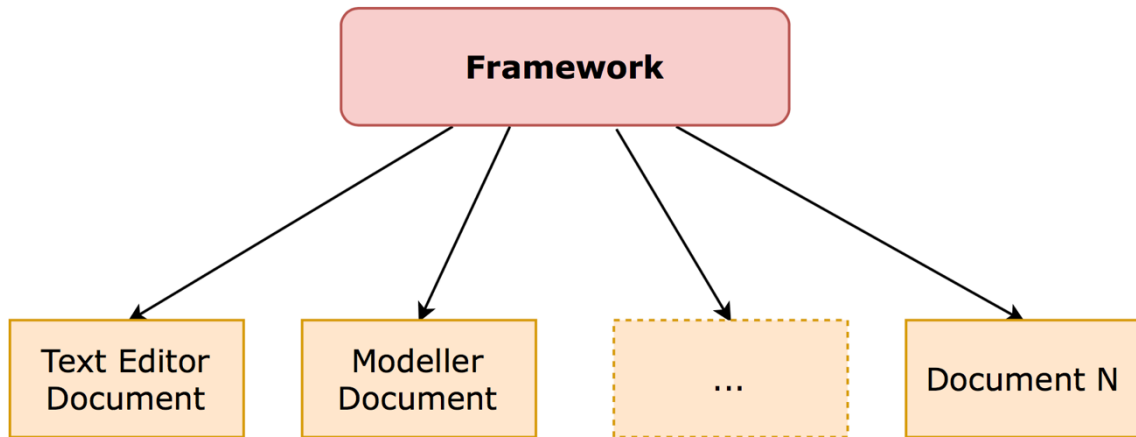 Framework
Text Editor
Document
Modeller
Document
...
Document N